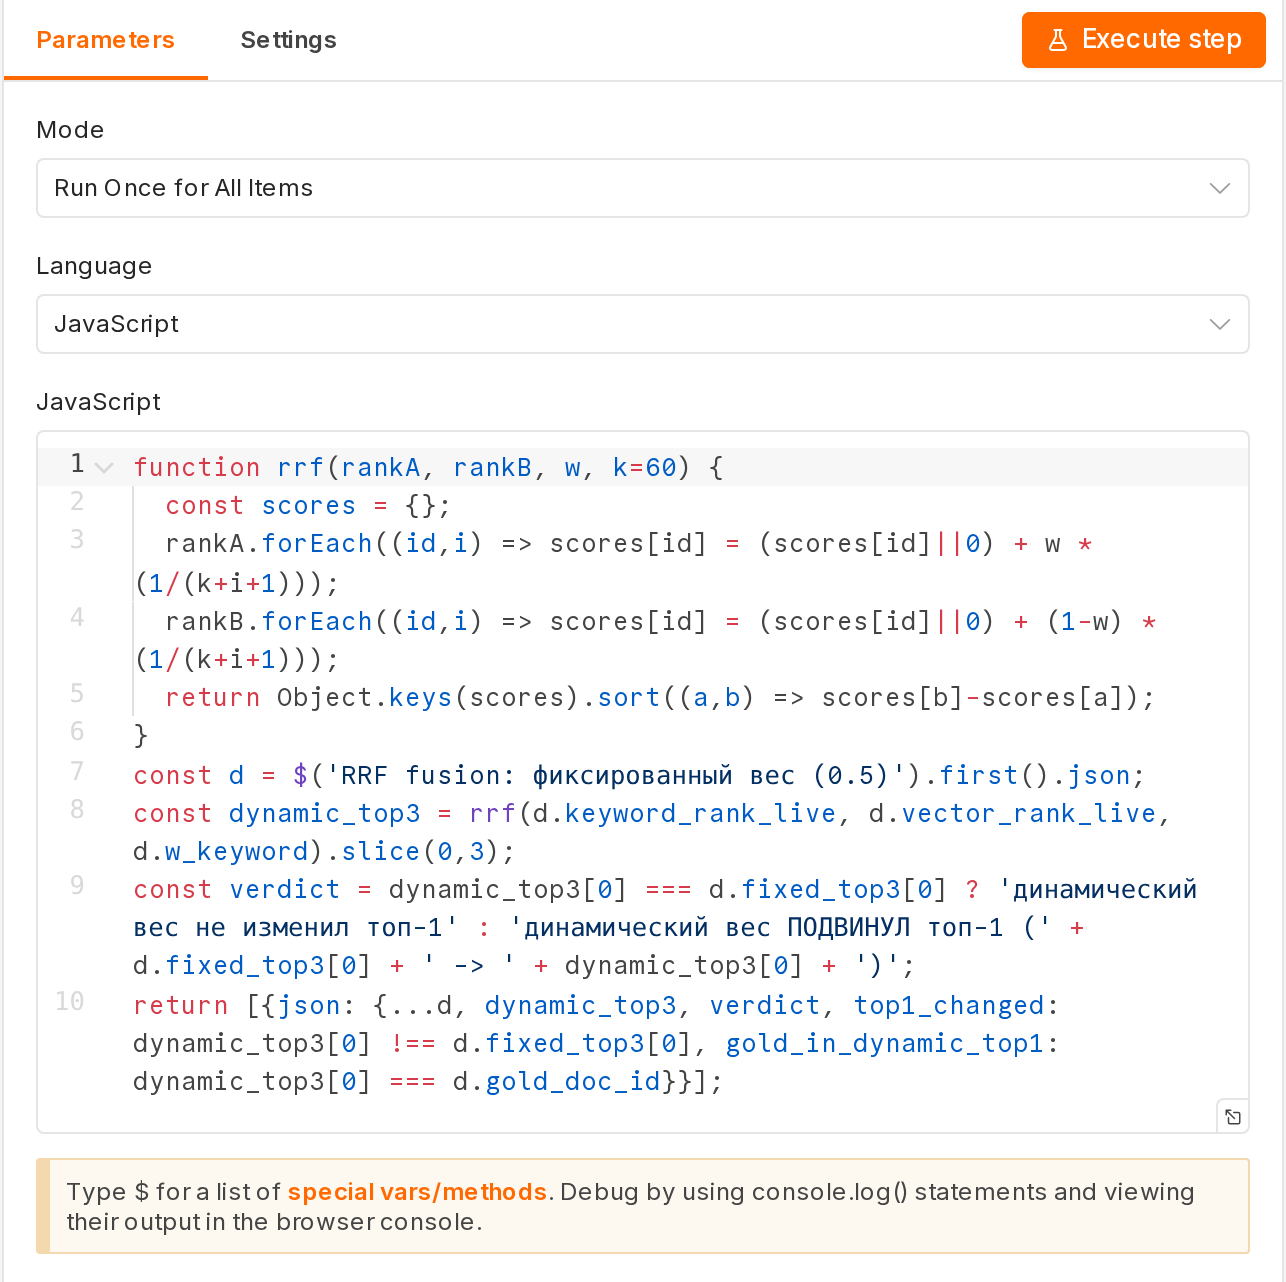 Parameters
Settings
Execute step
Mode
Run Once for All Items
Language
JavaScript
JavaScript
1 function rrf(rankA, rankB, w, k=60) {
2 const scores = {};
3 rankA.forEach((id,i) => scores[id] = (scores[id]||0) + w *
(1/(k+i+1)));
4 rankB.forEach((id,i) => scores[id] = (scores[id]||0) + (1-w) *
(1/(k+i+1)));
5 return Object.keys(scores).sort((a,b) => scores[b]-scores[a]);
6 }
7 const d = $('RRF fusion: фиксированный вес (0.5)').first().json;
8 const dynamic_top3 = rrf(d.keyword_rank_live, d.vector_rank_live,
d.w_keyword).slice(0,3);
9 const verdict = dynamic_top3[0] === d.fixed_top3[0] ? 'динамический
вес не изменил топ-1' : 'динамический вес ПОДВИНУЛ топ-1 (' +
d.fixed_top3[0] + ' -> ' + dynamic_top3[0] + ')';
10 return [{json: {...d, dynamic_top3, verdict, top1_changed:
dynamic_top3[0] !== d.fixed_top3[0], gold_in_dynamic_top1:
dynamic_top3[0] === d.gold_doc_id}}];
Type $ for a list of special vars/methods. Debug by using console.log() statements and viewing
their output in the browser console.